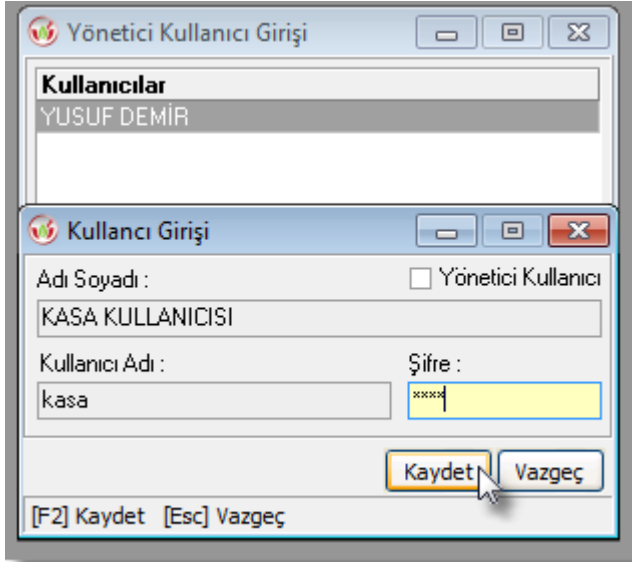 Yönetici Kullanıcı Girişi
Kullanıcılar
YUSUF DEMİR
Kullancı Girişi
Adı Soyadı : Yönetici Kullanıcı
KASA KULLANICISI
Kullanıcı Adı : Şifre :
kasa ****
Kaydet Vazgeç
[F2] Kaydet [Esc] Vazgeç